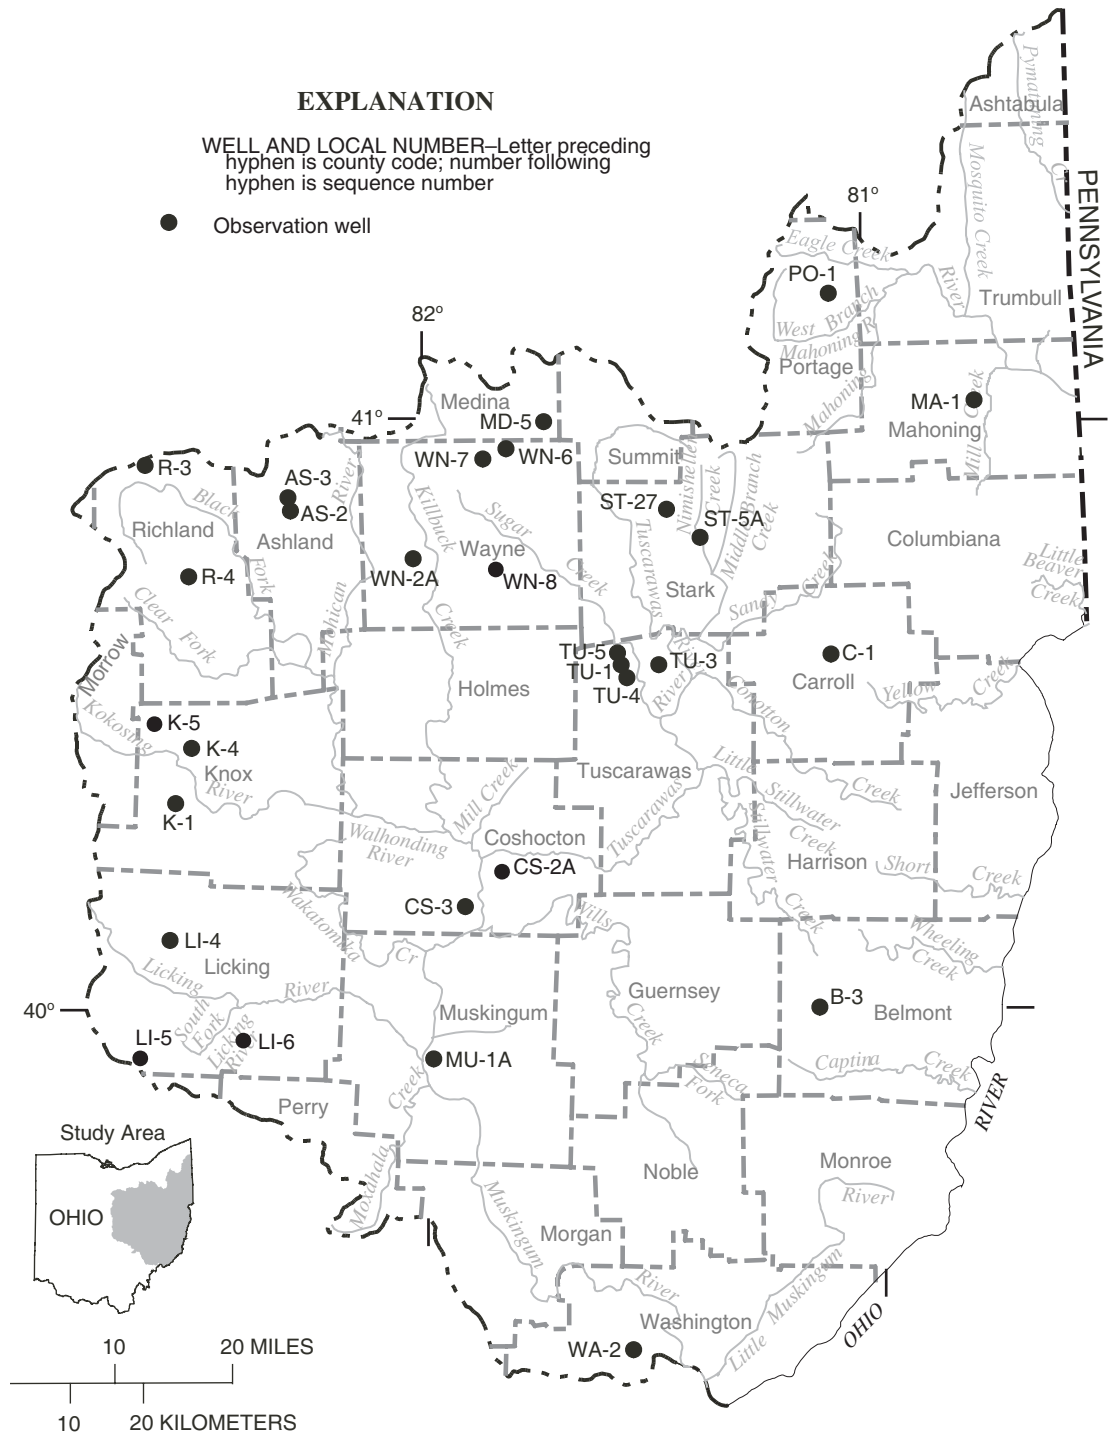 EXPLANATION
WELL AND LOCAL NUMBER–Letter preceding
hyphen is county code; number following
hyphen is sequence number
Observation well
Ashtabula
Pymatuning Cr
PENNSYLVANIA
Mosquito Creek
81°
Eagle Creek
PO-1
River
Trumbull
West Branch
Mahoning R
Portage
82°
Mahoning
MA-1
Mahoning
Mill Creek
41°
Medina
MD-5
R-3
AS-3
AS-2
River
WN-7
WN-6
Summit
Nimishellen
Creek
Middle Branch
Creek
Black
Richland
Ashland
Killbuck
Sugar
ST-27
ST-5A
Tuscarawas
Columbiana
Wayne
WN-2A
WN-8
Creek
Stark
Little
Beaver
Creek
R-4
Fork
Mohican
Sandy Creek
Clear
Fork
Creek
River
Morrow
TU-5
TU-1
TU-4
TU-3
River
C-1
Carroll
Yellow Creek
Holmes
Conotton
Kokosing
K-5
K-4
Knox
River
K-1
Tuscarawas
Little
Stillwater
Creek
Creek
Jefferson
Mill Creek
Tuscarawas
Stillwater
Walhonding
River
Coshocton
CS-2A
Harrison
Short Creek
Wakatomika
CS-3
Wills
Creek
Cr
Wheeling
Creek
LI-4
Licking
Licking
River
South
Fork
Licking
River
Guernsey
Creek
B-3
Belmont
40°
Muskingum
LI-5
LI-6
MU-1A
Seneca
Fork
Captina Creek
Creek
Perry
RIVER
Study Area
OHIO
Moxahala
Noble
Monroe
River
Muskingum
Morgan
River
Muskingum
Washington
OHIO
WA-2
Little
10 20 MILES
10 20 KILOMETERS